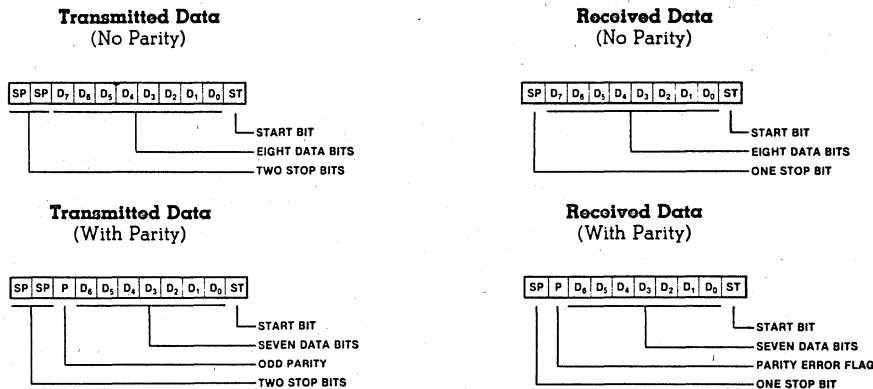 Transmitted Data
(No Parity)
SP SP D7 D6 D5 D4 D3 D2 D1 D0 ST
START BIT
EIGHT DATA BITS
TWO STOP BITS
Received Data
(No Parity)
SP D7 D6 D5 D4 D3 D2 D1 D0 ST
START BIT
EIGHT DATA BITS
ONE STOP BIT
Transmitted Data
(With Parity)
SP SP P D6 D5 D4 D3 D2 D1 D0 ST
START BIT
SEVEN DATA BITS
ODD PARITY
TWO STOP BITS
Received Data
(With Parity)
SP P D6 D5 D4 D3 D2 D1 D0 ST
START BIT
SEVEN DATA BITS
PARITY ERROR FLAG
ONE STOP BIT